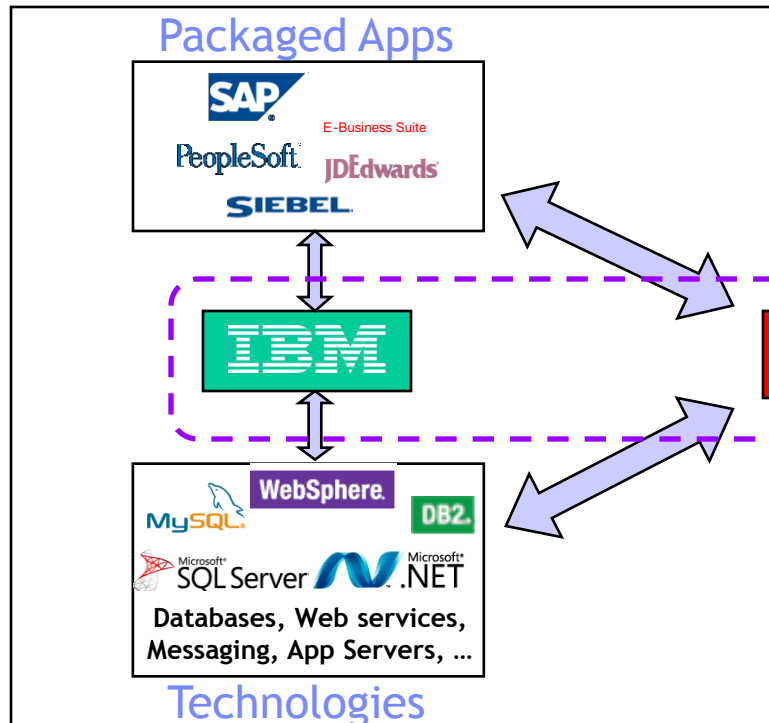 Packaged Apps
SAP®
E-Business Suite
PeopleSoft.
JDEdwards®
SIEBEL.
IBM
WebSphere.
MySQL®
DB2.
Microsoft®
SQL Server®
Microsoft®
.NET
Databases, Web services,
Messaging, App Servers, …
Technologies